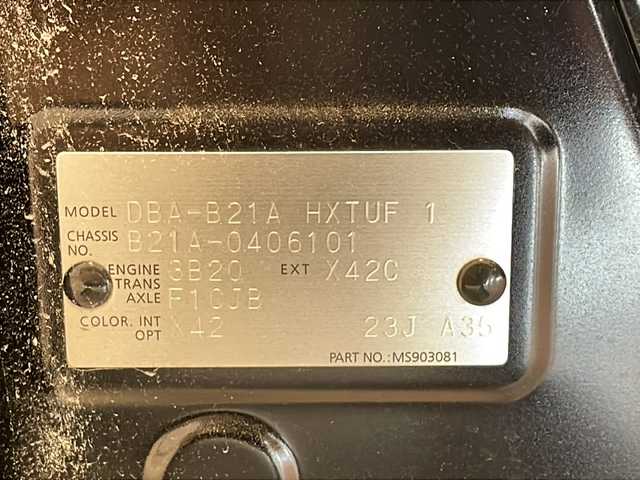 MODEL DBA-B21A HXTUF 1
CHASSIS NO. B21A-0406101
ENGINE 3B20 EXT X42C
TRANS AXLE F1CJB
COLOR. INT OPT X42 23J A35
PART NO.:MS903081